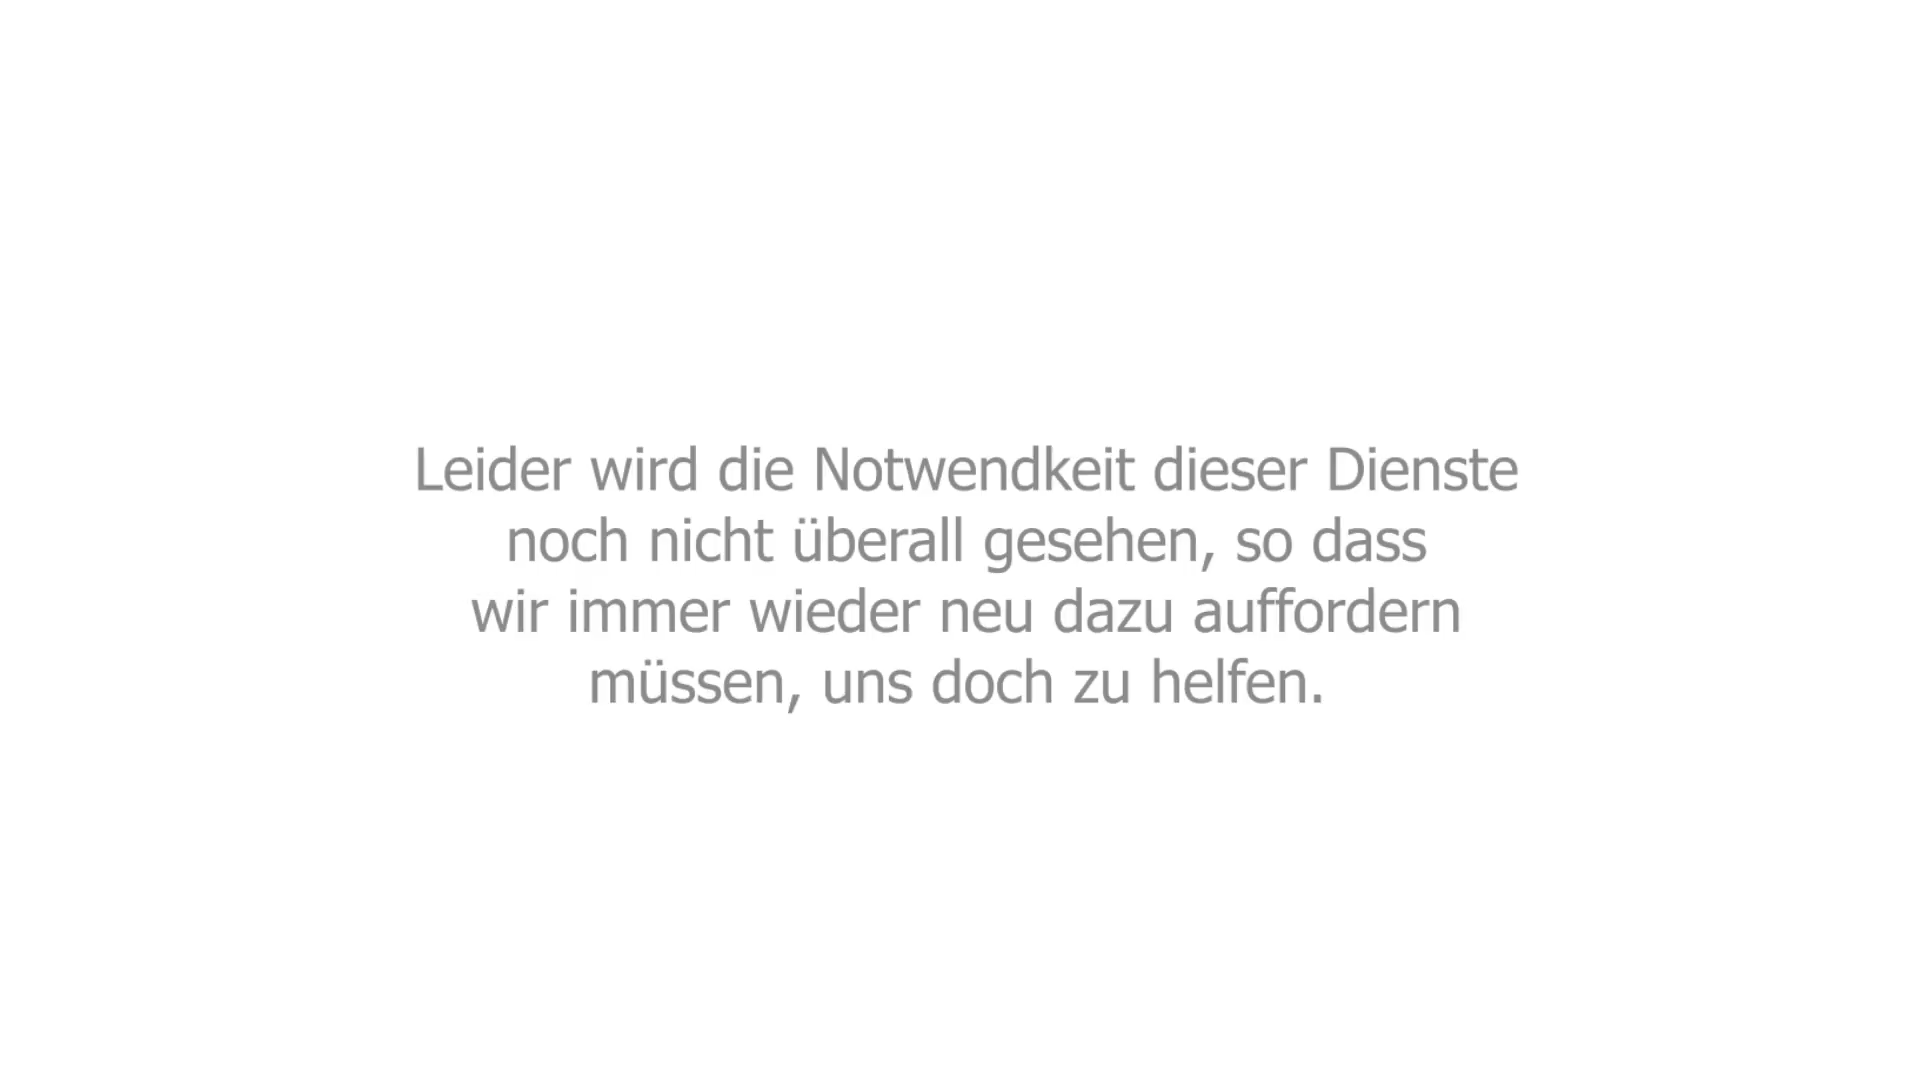 Leider wird die Notwendkeit dieser Dienste
noch nicht überall gesehen, so dass
wir immer wieder neu dazu auffordern
müssen, uns doch zu helfen.